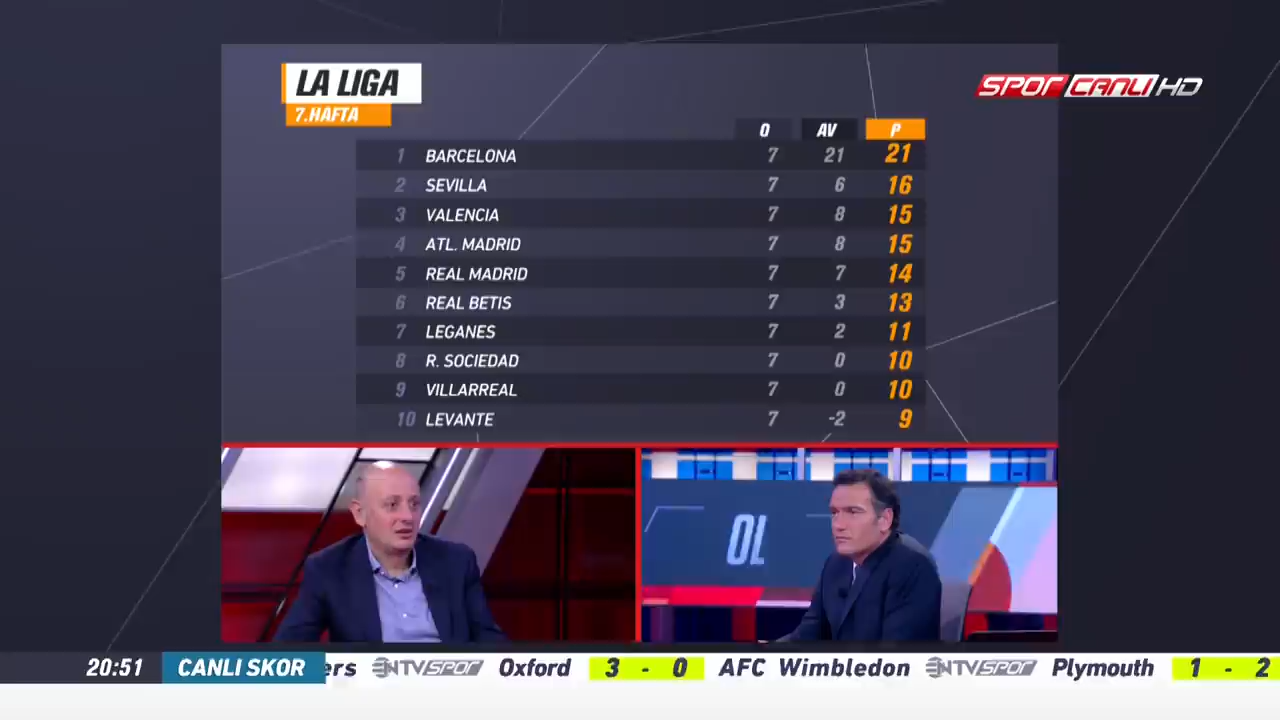 LA LIGA
SPOR CANLI HD
7.HAFTA
O AV P
1 BARCELONA 7 21 21
2 SEVILLA 7 6 16
3 VALENCIA 7 8 15
4 ATL. MADRID 7 8 15
5 REAL MADRID 7 7 14
6 REAL BETIS 7 3 13
7 LEGANES 7 2 11
8 R. SOCIEDAD 7 0 10
9 VILLARREAL 7 0 10
10 LEVANTE 7 -2 9
OL
20:51 CANLI SKOR ers NTVSPOR Oxford 3 - 0 AFC Wimbledon NTVSPOR Plymouth 1 - 2